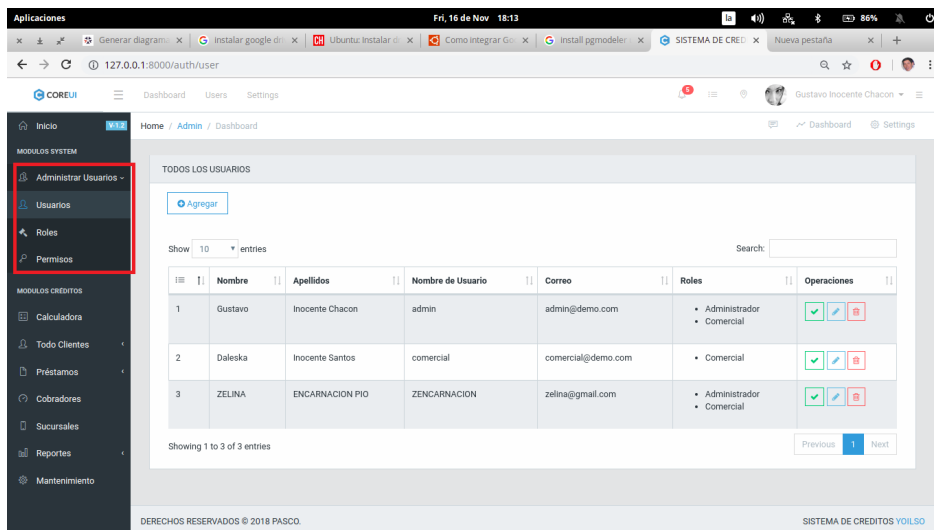 Aplicaciones Fri, 16 de Nov 18:13 la 86%
Generar diagrama Instalar google dri Ubuntu: Instalar d Como integrar Go Install pgmodeler SISTEMA DE CRED Nueva pestaña
127.0.0.1:8000/auth/user
COREUI Dashboard Users Settings 5 Gustavo Inocente Chacon
Inicio V-1.2 Home / Admin / Dashboard Dashboard Settings
MODULOS SYSTEM
Administrar Usuarios
Usuarios
Roles
Permisos
MODULOS CREDITOS
Calculadora
Todo Clientes
Préstamos
Cobradores
Sucursales
Reportes
Mantenimiento
TODOS LOS USUARIOS
Agregar
Show 10 entries Search:
Nombre Apellidos Nombre de Usuario Correo Roles Operaciones
1 Gustavo Inocente Chacon admin admin@demo.com • Administrador
• Comercial
2 Daleska Inocente Santos comercial comercial@demo.com • Comercial
3 ZELINA ENCARNACION PIO ZENCARNACION zelina@gmail.com • Administrador
• Comercial
Showing 1 to 3 of 3 entries Previous 1 Next
DERECHOS RESERVADOS © 2018 PASCO. SISTEMA DE CREDITOS YOILSO